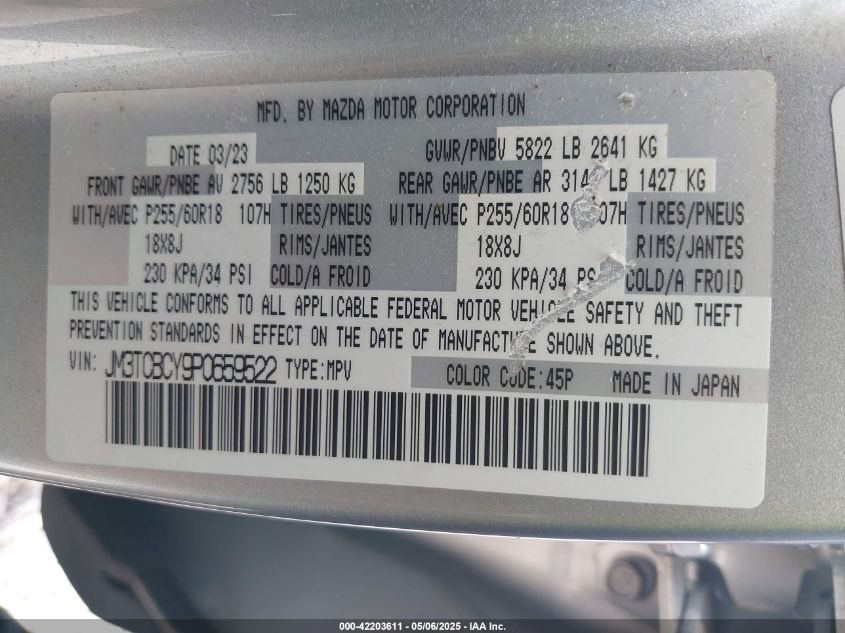 MFD. BY MAZDA MOTOR CORPORATION
DATE 03/23 GVWR/PNBV 5822 LB 2641 KG
FRONT GAWR/PNBE AV 2756 LB 1250 KG REAR GAWR/PNBE AR LB 1427 KG
WITH/AVEC P255/60R18 107H TIRES/PNEUS WITH/AVEC P255/60R18 107H TIRES/PNEUS
18X8J RIMS/JANTES 18X8J RIMS/JANTES
230 KPA/34 PSI COLD/A FROID 230 KPA/34 PSI COLD/A FROID
THIS VEHICLE CONFORMS TO ALL APPLICABLE FEDERAL MOTOR VEHICLE SAFETY AND THEFT
PREVENTION STANDARDS IN EFFECT ON THE DATE OF MANUFACTURE SHOWN ABOVE.
VIN: JM3TCBCY9P0659522 TYPE:MPV COLOR CODE:45P MADE IN JAPAN
000-42203611 - 05/06/2025 - IAA Inc.